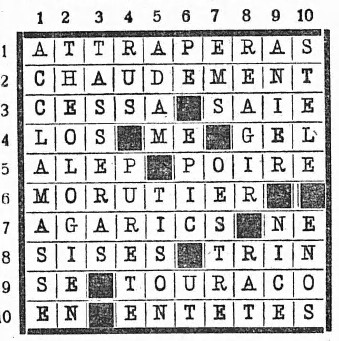 1 2 3 4 5 6 7 8 9 10
1 A T T R A P E R A S
2 C H A U D E M E N T
3 C E S S A S A I E
4 L O S M E G E L
5 A L E P P O I R E
6 M O R U T I E R
7 A G A R I C S N E
8 S I S E S T R I N
9 S E T O U R A C O
10 E N E N T E T E S